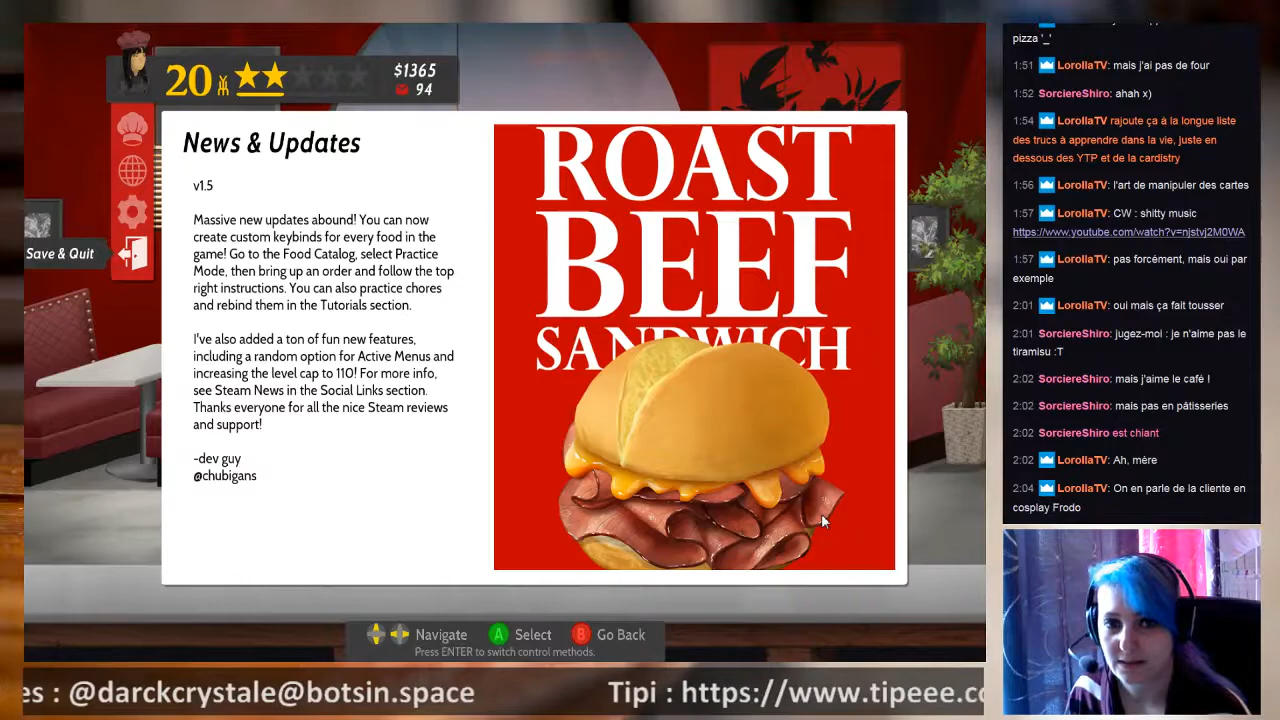 20
$1365
94
Save & Quit
News & Updates
v1.5
Massive new updates abound! You can now
create custom keybinds for every food in the
game! Go to the Food Catalog, select Practice
Mode, then bring up an order and follow the top
right instructions. You can also practice chores
and rebind them in the Tutorials section.
I've also added a ton of fun new features,
including a random option for Active Menus and
increasing the level cap to 110! For more info,
see Steam News in the Social Links section.
Thanks everyone for all the nice Steam reviews
and support!
-dev guy
@chubigans
ROAST
BEEF
SANDWICH
Navigate
A Select
B Go Back
Press ENTER to switch control methods.
pizza '_'
1:51 LorollaTV: mais j'ai pas de four
1:52 SorciereShiro: ahah x)
1:54 LorollaTV rajoute ça à la longue liste
des trucs à apprendre dans la vie, juste en
dessous des YTP et de la cardistry
1:56 LorollaTV: l'art de manipuler des cartes
1:57 LorollaTV: CW : shitty music
https://www.youtube.com/watch?v=njstvj2M0WA
1:57 LorollaTV: pas forcément, mais oui par
exemple
2:01 LorollaTV: oui mais ça fait tousser
2:01 SorciereShiro: jugez-moi : je n'aime pas le
tiramisu :T
2:02 SorciereShiro: mais j'aime le café !
2:02 SorciereShiro: mais pas en pâtisseries
2:02 SorciereShiro est chiant
2:02 LorollaTV: Ah, mère
2:04 LorollaTV: On en parle de la cliente en
cosplay Frodo
es : @darckcrystale@botsin.space
Tipi : https://www.tipeee.co